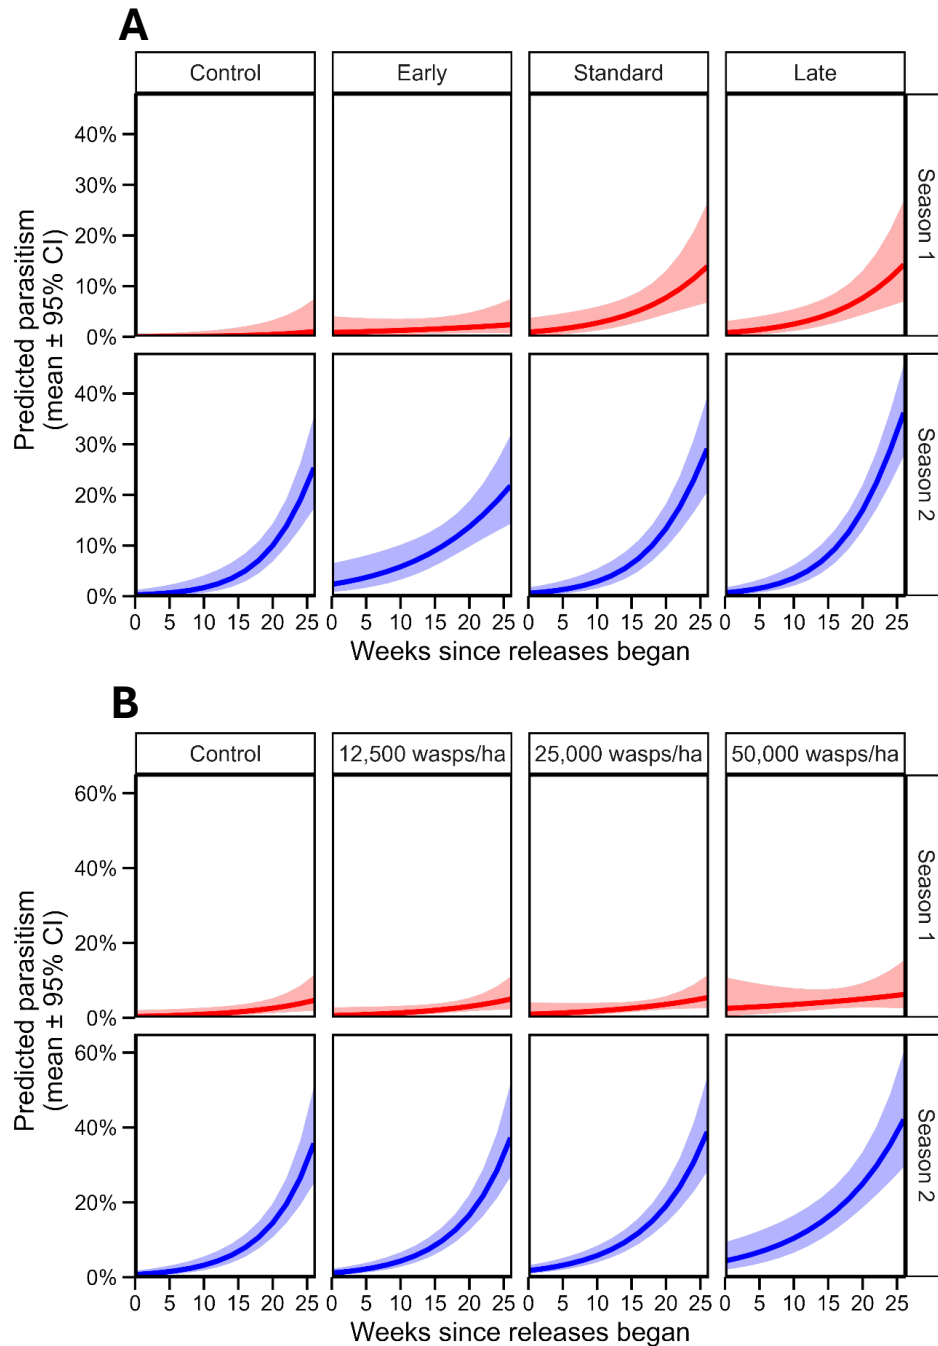 A
Control Early Standard Late
40%
30%
20%
10%
0%
Season 1
40%
30%
20%
10%
0%
Season 2
Predicted parasitism
(mean ± 95% CI)
0 5 10 15 20 25 0 5 10 15 20 25 0 5 10 15 20 25 0 5 10 15 20 25
Weeks since releases began
B
Control 12,500 wasps/ha 25,000 wasps/ha 50,000 wasps/ha
60%
40%
20%
0%
Season 1
60%
40%
20%
0%
Season 2
Predicted parasitism
(mean ± 95% CI)
0 5 10 15 20 25 0 5 10 15 20 25 0 5 10 15 20 25 0 5 10 15 20 25
Weeks since releases began